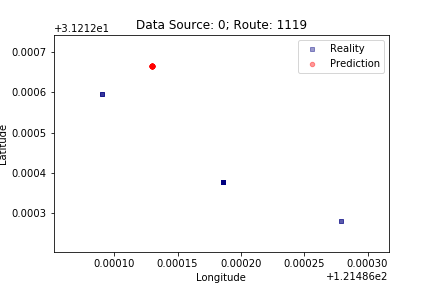 Data Source: 0; Route: 1119
+3.1212e1
Reality
Prediction
0.0007
0.0006
0.0005
0.0004
0.0003
Latitude
0.00010 0.00015 0.00020 0.00025 0.00030
Longitude
+1.21486e2